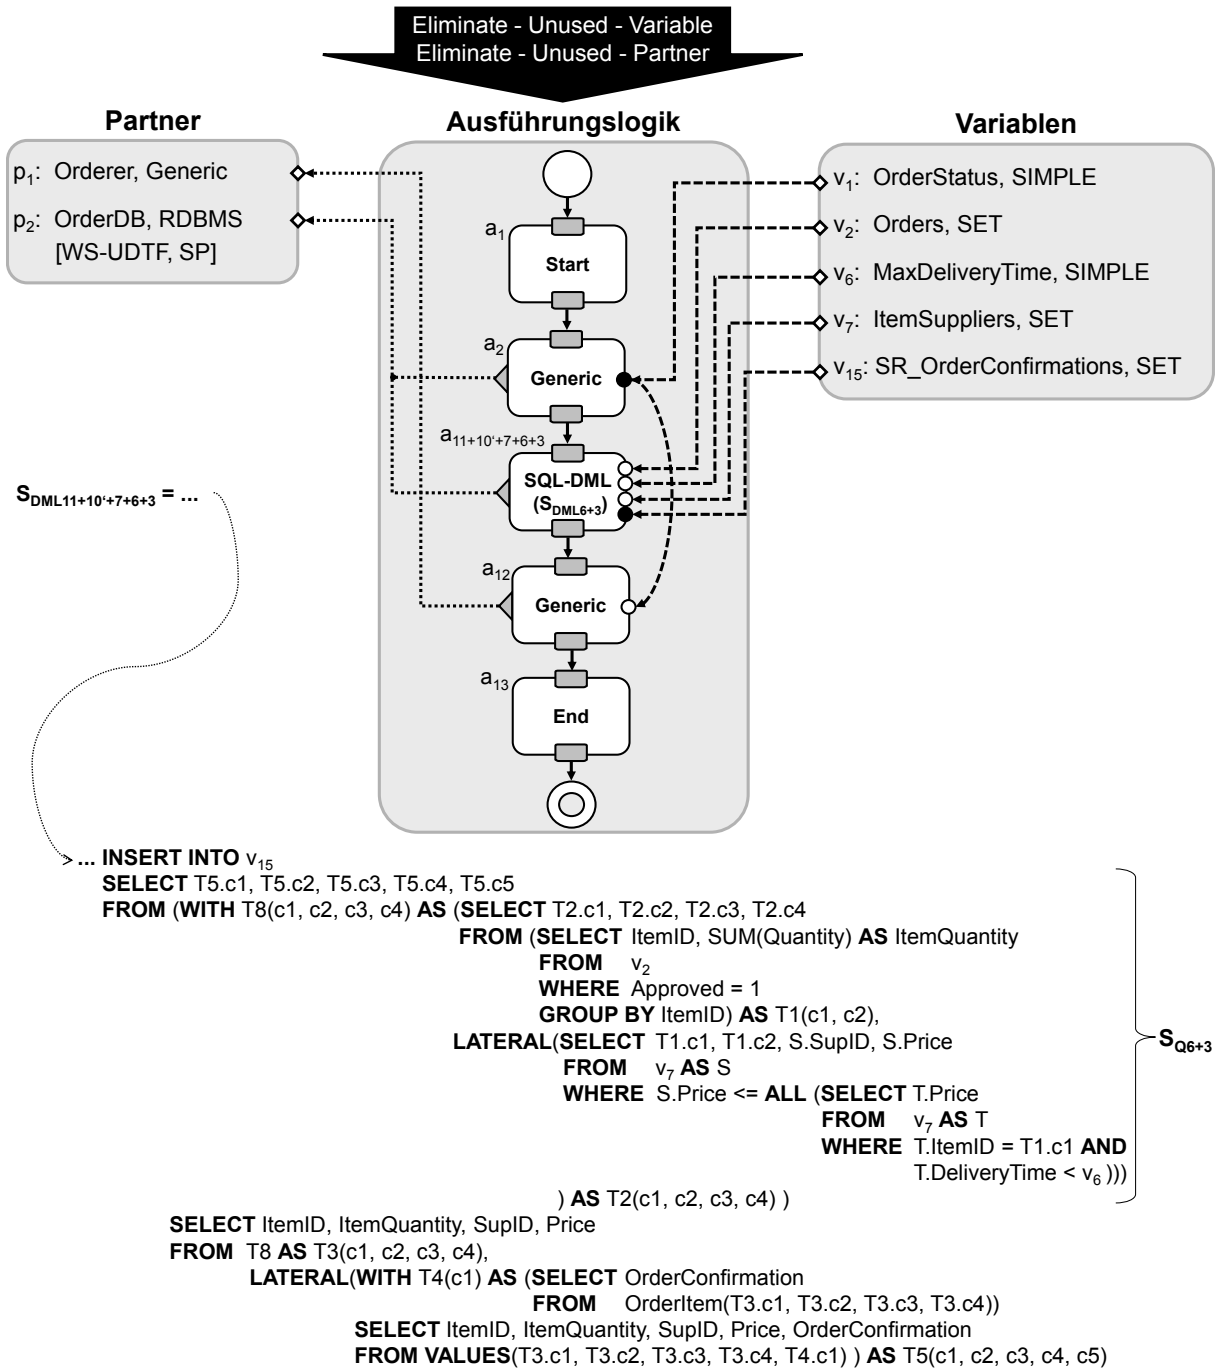 Eliminate - Unused - Variable
Eliminate - Unused - Partner
Partner
Ausführungslogik
Variablen
p1: Orderer, Generic
p2: OrderDB, RDBMS
[WS-UDTF, SP]
v1: OrderStatus, SIMPLE
v2: Orders, SET
v6: MaxDeliveryTime, SIMPLE
v7: ItemSuppliers, SET
v15: SR_OrderConfirmations, SET
a1
Start
a2
Generic
a11+10'+7+6+3
SQL-DML
(SDML6+3)
a12
Generic
a13
End
SDML11+10'+7+6+3 = ...
... INSERT INTO v15
SELECT T5.c1, T5.c2, T5.c3, T5.c4, T5.c5
FROM (WITH T8(c1, c2, c3, c4) AS (SELECT T2.c1, T2.c2, T2.c3, T2.c4
FROM (SELECT ItemID, SUM(Quantity) AS ItemQuantity
FROM v2
WHERE Approved = 1
GROUP BY ItemID) AS T1(c1, c2),
LATERAL(SELECT T1.c1, T1.c2, S.SupID, S.Price
FROM v7 AS S
WHERE S.Price <= ALL (SELECT T.Price
FROM v7 AS T
WHERE T.ItemID = T1.c1 AND
T.DeliveryTime < v6 )))
) AS T2(c1, c2, c3, c4) )
SQ6+3
SELECT ItemID, ItemQuantity, SupID, Price
FROM T8 AS T3(c1, c2, c3, c4),
LATERAL(WITH T4(c1) AS (SELECT OrderConfirmation
FROM OrderItem(T3.c1, T3.c2, T3.c3, T3.c4))
SELECT ItemID, ItemQuantity, SupID, Price, OrderConfirmation
FROM VALUES(T3.c1, T3.c2, T3.c3, T3.c4, T4.c1) ) AS T5(c1, c2, c3, c4, c5)